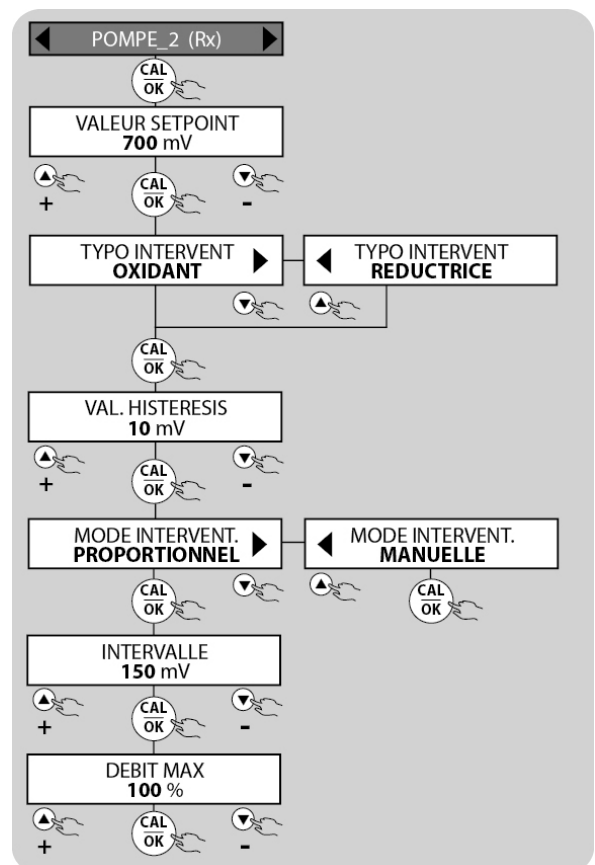 POMPE_2 (Rx)
CAL
OK
VALEUR SETPOINT
700 mV
+
CAL
OK
-
TYPO INTERVENT
OXIDANT
TYPO INTERVENT
REDUCTRICE
CAL
OK
VAL. HISTERESIS
10 mV
+
CAL
OK
-
MODE INTERVENT.
PROPORTIONNEL
MODE INTERVENT.
MANUELLE
CAL
OK
CAL
OK
INTERVALLE
150 mV
+
CAL
OK
-
DEBIT MAX
100 %
+
CAL
OK
-